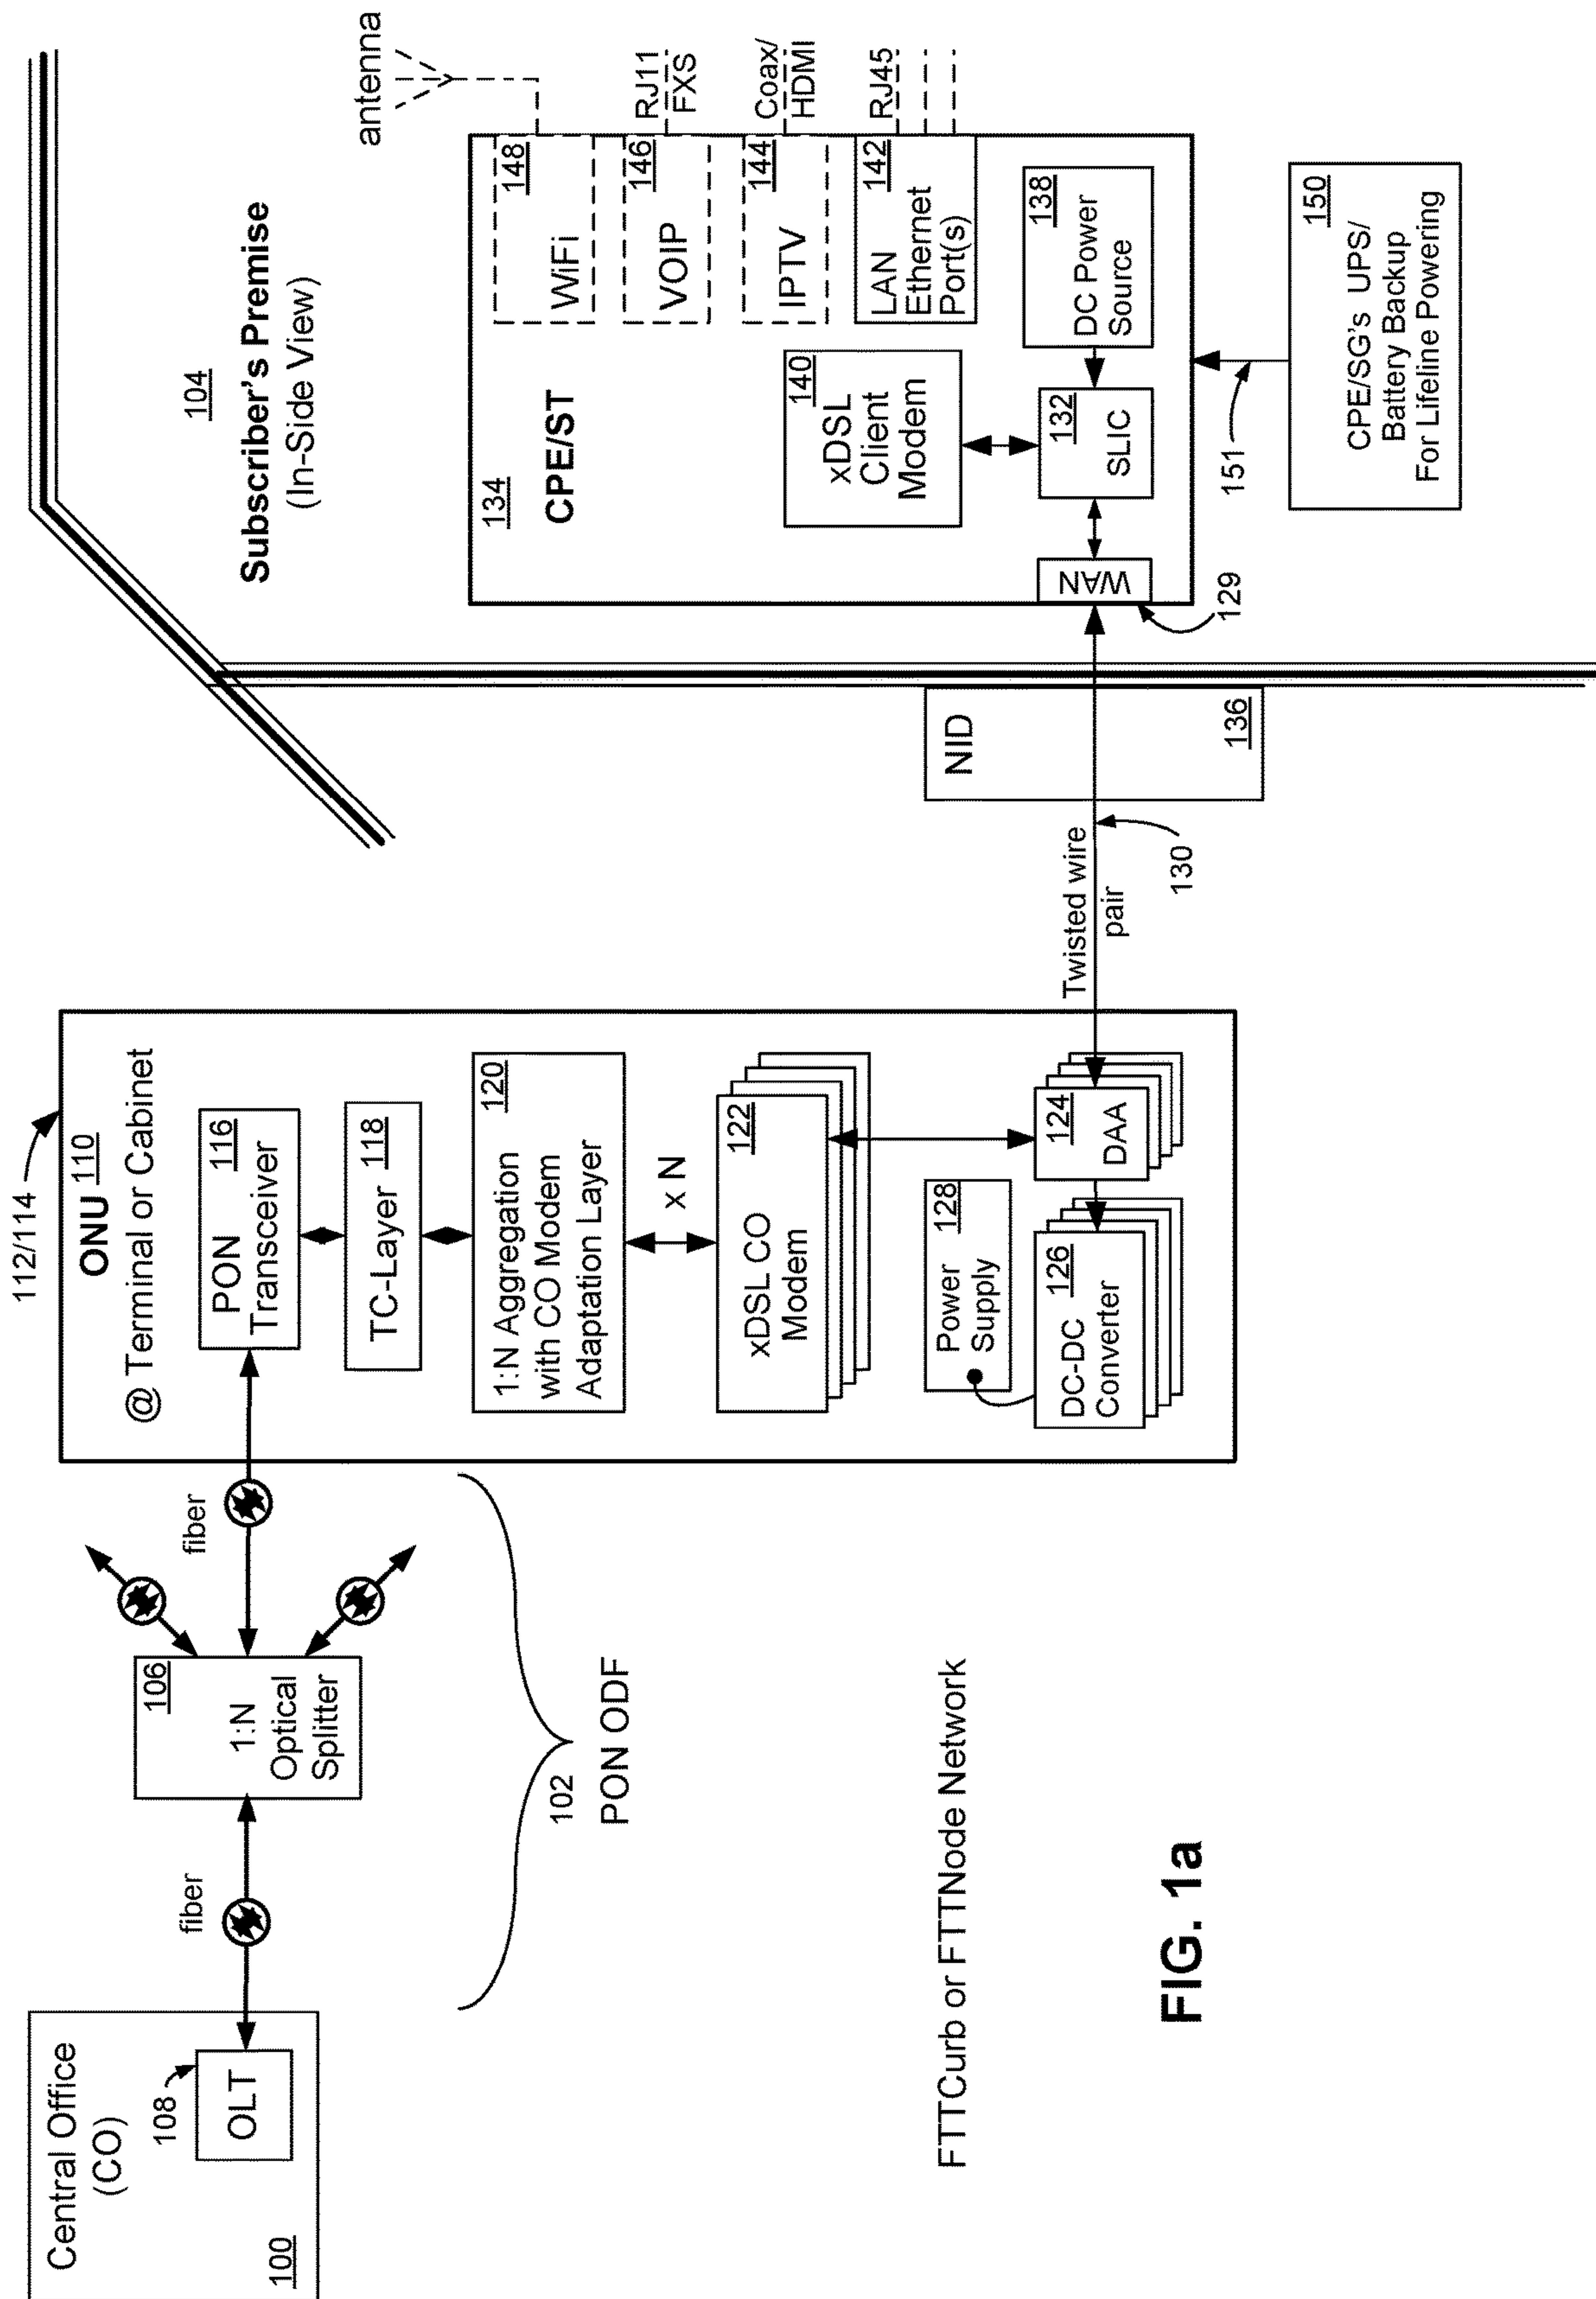 Central Office
(CO)
100
108
OLT
fiber
106
1:N
Optical
Splitter
fiber
102
PON ODF
112/114
ONU 110
@ Terminal or Cabinet
116
PON
Transceiver
TC-Layer 118
120
1:N Aggregation
with CO Modem
Adaptation Layer
x N
122
xDSL CO
Modem
Power 128
Supply
124
DAA
126
DC-DC
Converter
Twisted wire
pair
130
NID
136
104
Subscriber's Premise
(In-Side View)
134
CPE/ST
antenna
148
WiFi
146
VOIP
RJ11
FXS
144
IPTV
Coax/
HDMI
142
LAN
Ethernet
Port(s)
RJ45
140
xDSL
Client
Modem
138
DC Power
Source
132
SLIC
WAN
129
151
150
CPE/SG's UPS/
Battery Backup
For Lifeline Powering
FTTCurb or FTTNode Network
FIG. 1a